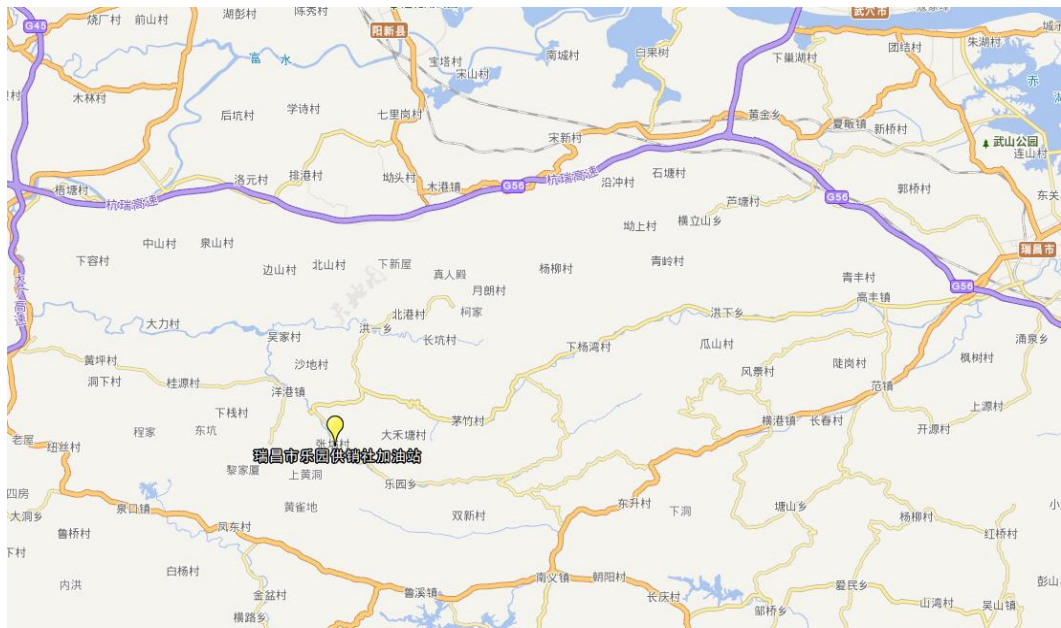 G45
烧厂村
前山村
湖彭村
陈秀村
阳新县
武穴市
富水
宝塔村
宋山村
南城村
白果树
下巢湖村
团结村
朱湖村
赤
木林村
后坑村
学诗村
七里岗村
宋新村
黄金乡
夏畈镇
新桥村
武山公园
连山村
梧塘村
洛元村
排港村
坳头村
木港镇
G56
杭瑞高速
沿冲村
石塘村
芦塘村
G56
郭桥村
东关
杭瑞高速
坳上村
横立山乡
瑞昌市
中山村
泉山村
下容村
边山村
北山村
下新屋
真人殿
杨柳村
青岭村
青丰村
G56
月朗村
柯家
高丰镇
大力村
北港村
洪一乡
洪下乡
涌泉乡
吴家村
长坑村
下杨湾村
瓜山村
黄坪村
沙地村
陡岗村
枫树村
洞下村
桂源村
洋港镇
风景村
范镇
下栈村
茅竹村
横港镇
长春村
上源村
老屋
程家
东坑
大禾塘村
开源村
纽丝村
瑞昌市乐园供销社加油站
黎家厦
上黄洞
乐园乡
四房
大洞乡
泉口镇
黄雀地
东升村
下洞
塘山乡
凤东村
双新村
杨柳村
鲁桥村
红桥村
下村
白杨村
内洪
南义镇
朝阳村
爱民乡
彭山
金盆村
鲁溪镇
长庆村
山湾村
吴山村
横路乡
邹桥乡